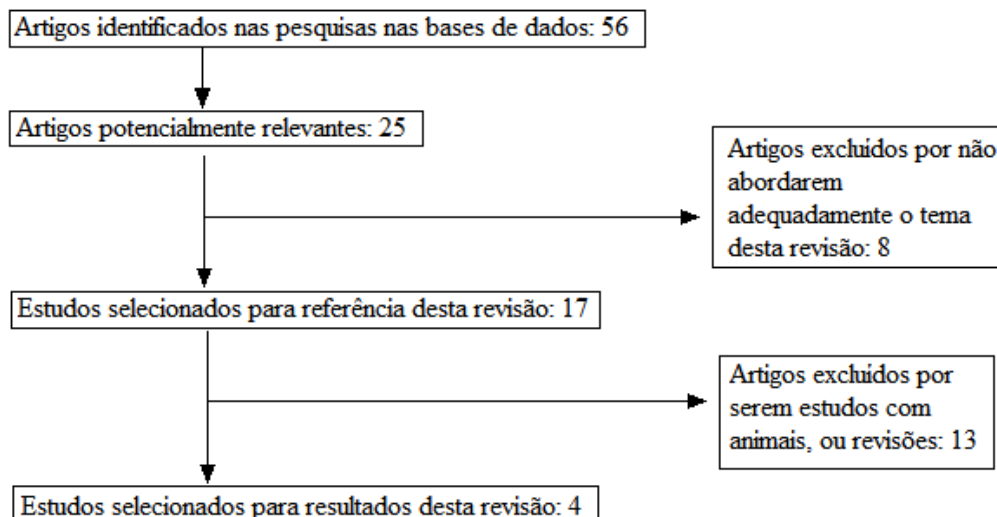 Artigos identificados nas pesquisas nas bases de dados: 56
Artigos potencialmente relevantes: 25
Artigos excluídos por não
abordarem
adequadamente o tema
desta revisão: 8
Estudos selecionados para referência desta revisão: 17
Artigos excluídos por
serem estudos com
animais, ou revisões: 13
Estudos selecionados para resultados desta revisão: 4